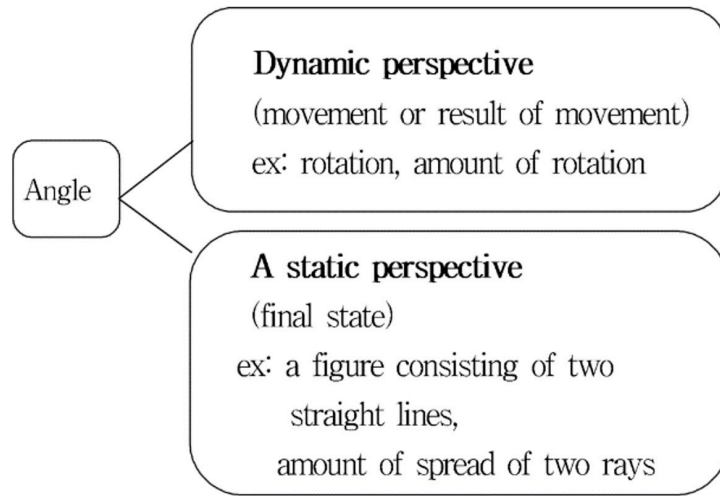 Angle
Dynamic perspective
(movement or result of movement)
ex: rotation, amount of rotation
A static perspective
(final state)
ex: a figure consisting of two
straight lines,
amount of spread of two rays